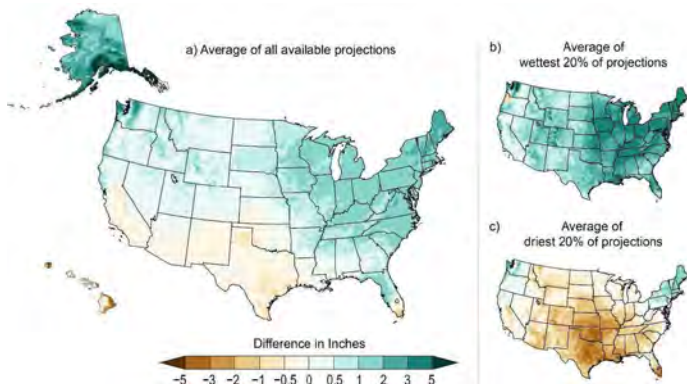 a) Average of all available projections
b)
Average of
wettest 20% of projections
c)
Average of
driest 20% of projections
Difference in Inches
−5 −3 −2 −1 −0.5 0 0.5 1 2 3 5